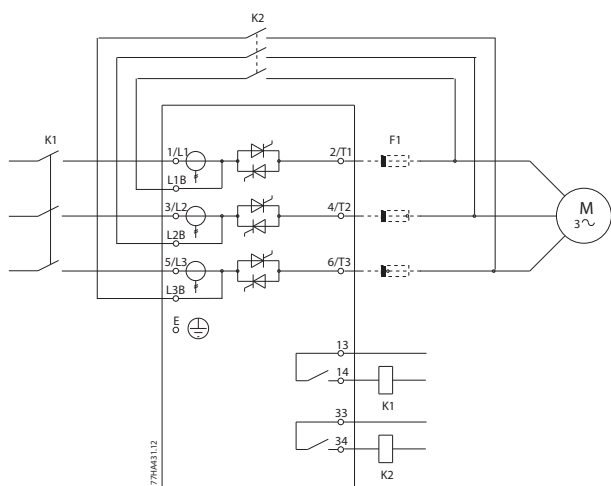 K2
K1
1/L1
2/T1
F1
L1B
3/L2
4/T2
M
3~
L2B
5/L3
6/T3
L3B
E
13
14
K1
33
34
K2
177HA431.12